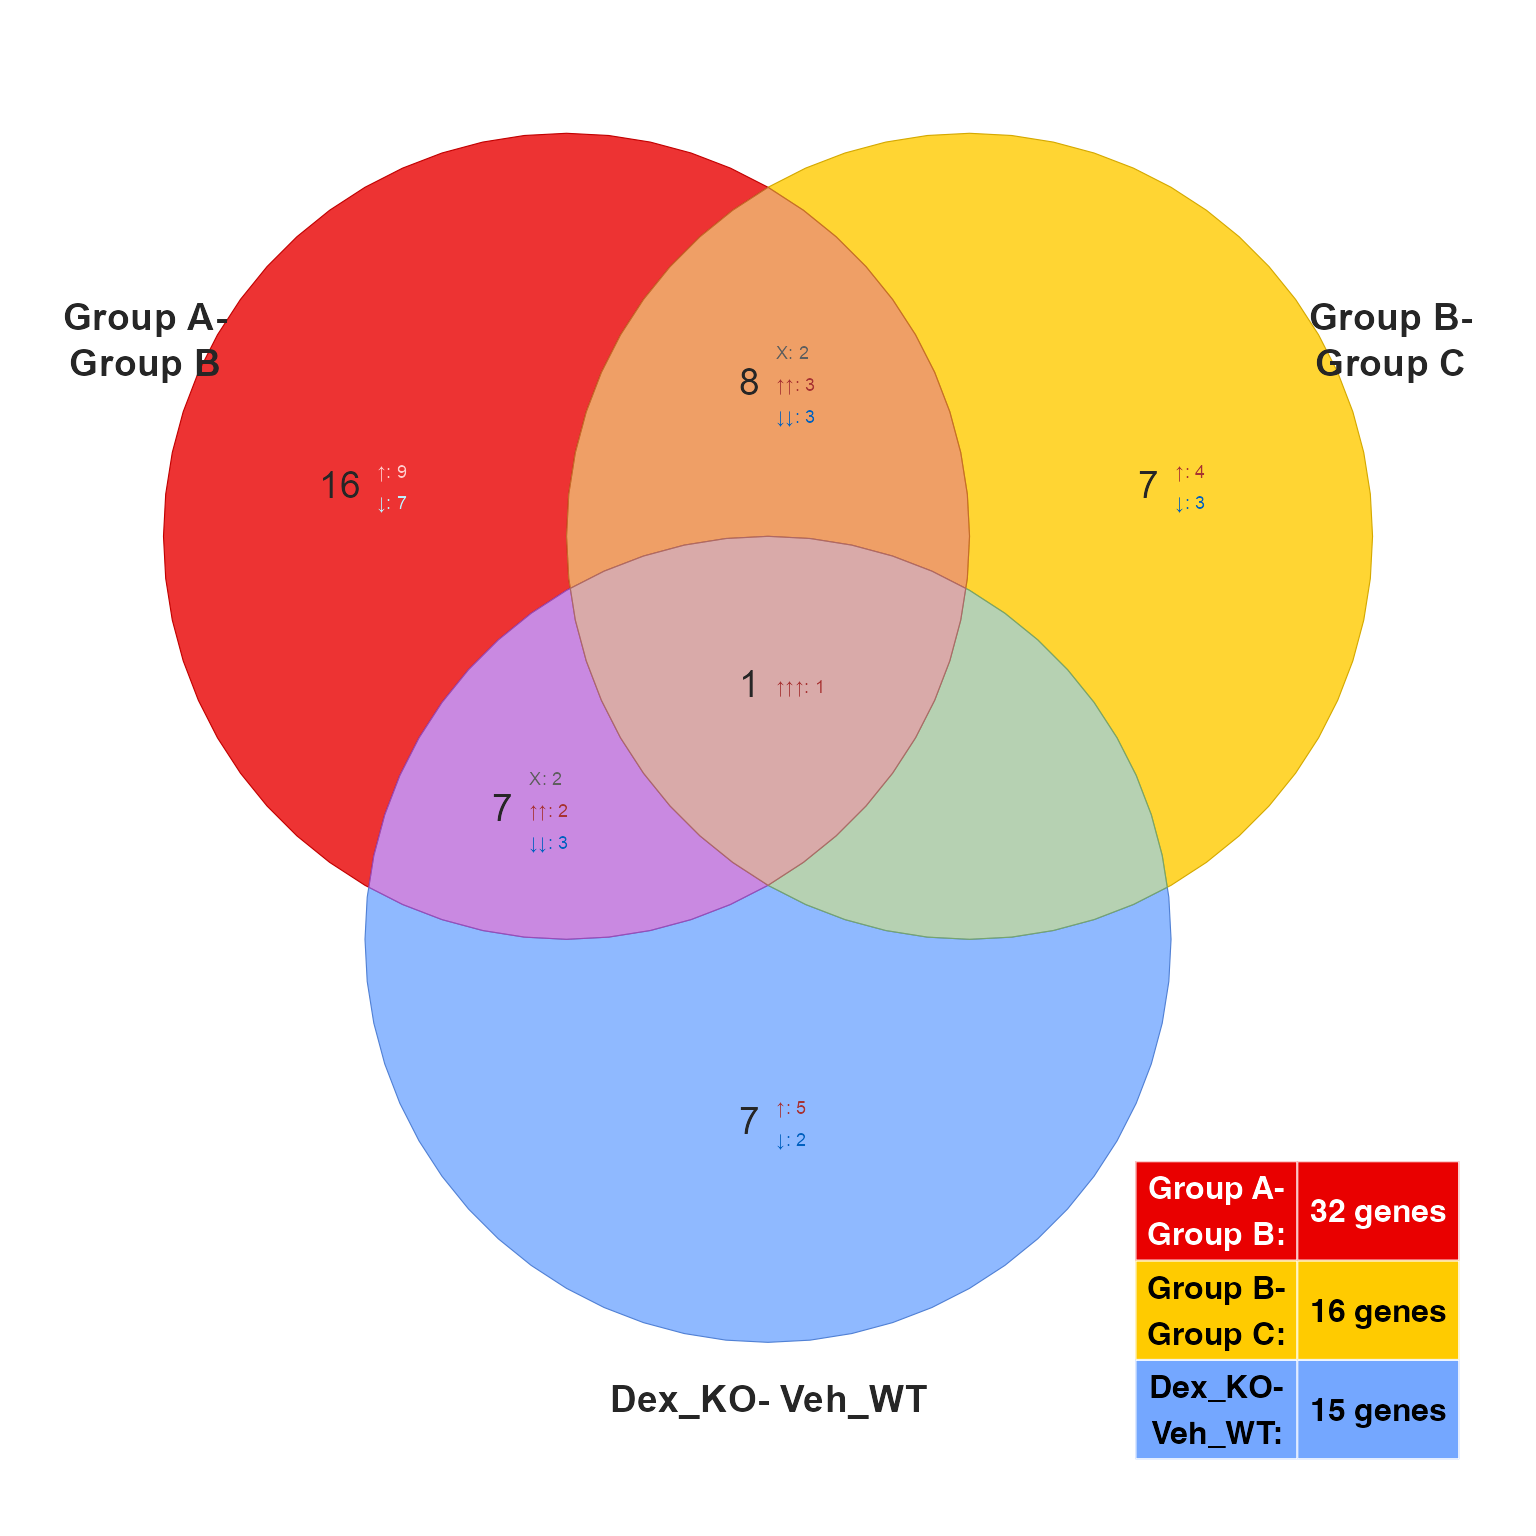 Group A-
Group B
Group B-
Group C
8
X: 2
↑↑: 3
↓↓: 3
16
↑: 9
↓: 7
7
↑: 4
↓: 3
1
↑↑↑: 1
7
X: 2
↑↑: 2
↓↓: 3
7
↑: 5
↓: 2
Group A-
Group B:
32 genes
Group B-
Group C:
16 genes
Dex_KO-
Veh_WT:
15 genes
Dex_KO- Veh_WT